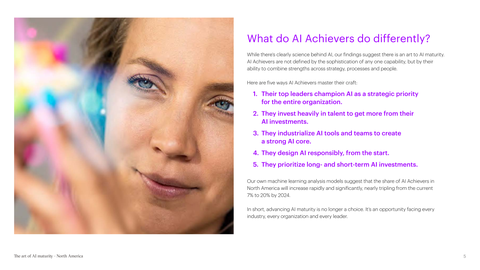 What do AI Achievers do differently?
While there's clearly science behind AI, our findings suggest there is an art to AI maturity.
AI Achievers are not defined by the sophistication of any one capability, but by their
ability to combine strengths across strategy, processes and people.
Here are five ways AI Achievers master their craft.
1. Their top leaders champion AI as a strategic priority
for the entire organization.
2. They invest heavily in talent to get more from their
AI investments.
3. They industrialize AI tools and teams to create
a strong AI core.
4. They design AI responsibly, from the start.
5. They prioritize long- and short-term AI investments.
Our own machine learning analysis models suggest that the share of AI Achievers in
North America will increase rapidly and significantly, nearly tripling from the current
7% to 20% by 2024.
In short, advancing AI maturity is no longer a choice. It's an opportunity facing every
industry, every organization and every leader.
The art of AI maturity - North America
5